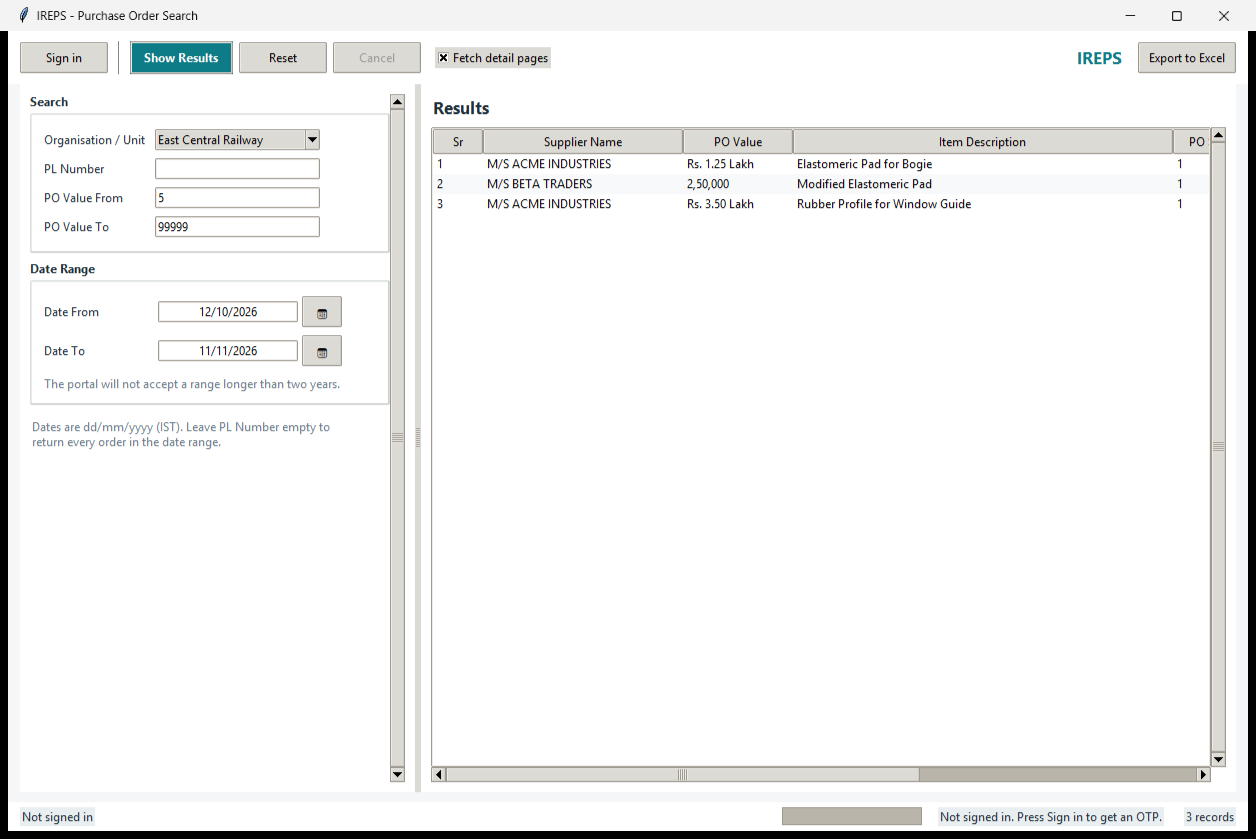 IREPS - Purchase Order Search
Sign in Show Results Reset Cancel Fetch detail pages IREPS Export to Excel
Search
Organisation / Unit East Central Railway
PL Number
PO Value From 5
PO Value To 99999
Date Range
Date From 12/10/2026
Date To 11/11/2026
The portal will not accept a range longer than two years.
Dates are dd/mm/yyyy (IST). Leave PL Number empty to
return every order in the date range.
Results
Sr Supplier Name PO Value Item Description PO
1 M/S ACME INDUSTRIES Rs. 1.25 Lakh Elastomeric Pad for Bogie 1
2 M/S BETA TRADERS 2,50,000 Modified Elastomeric Pad 1
3 M/S ACME INDUSTRIES Rs. 3.50 Lakh Rubber Profile for Window Guide 1
Not signed in Not signed in. Press Sign in to get an OTP. 3 records